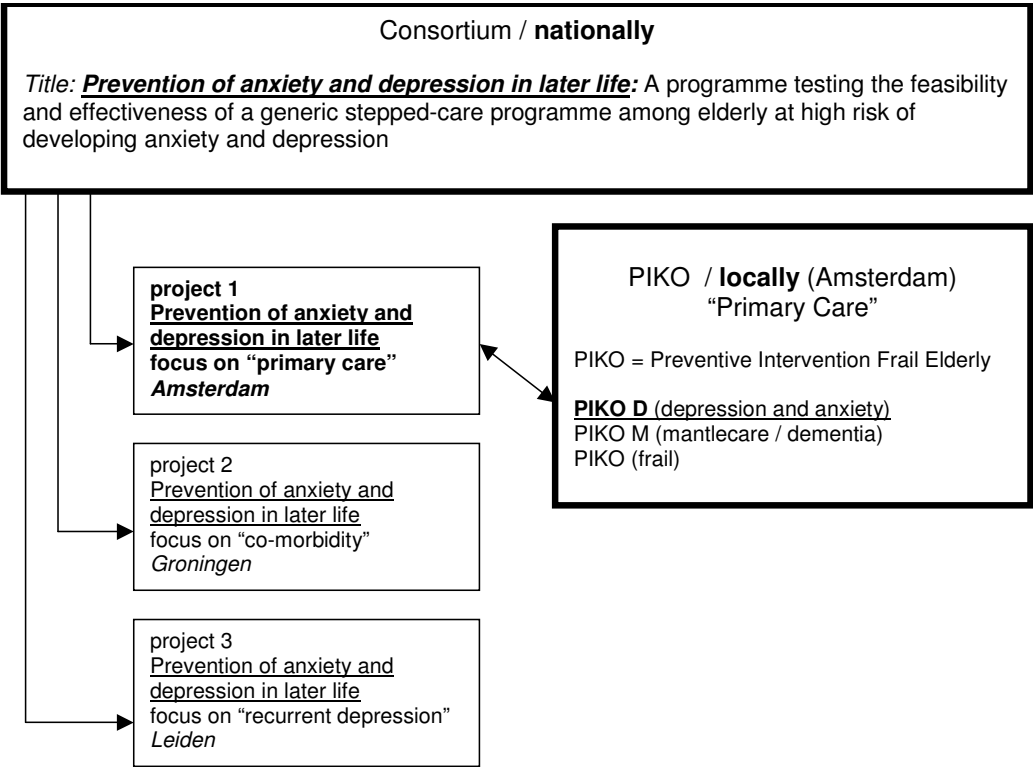 Consortium / nationally
Title: Prevention of anxiety and depression in later life: A programme testing the feasibility
and effectiveness of a generic stepped-care programme among elderly at high risk of
developing anxiety and depression
project 1
Prevention of anxiety and
depression in later life
focus on “primary care”
Amsterdam
PIKO / locally (Amsterdam)
“Primary Care”
PIKO = Preventive Intervention Frail Elderly
PIKO D (depression and anxiety)
PIKO M (mantlecare / dementia)
PIKO (frail)
project 2
Prevention of anxiety and
depression in later life
focus on “co-morbidity”
Groningen
project 3
Prevention of anxiety and
depression in later life
focus on “recurrent depression”
Leiden